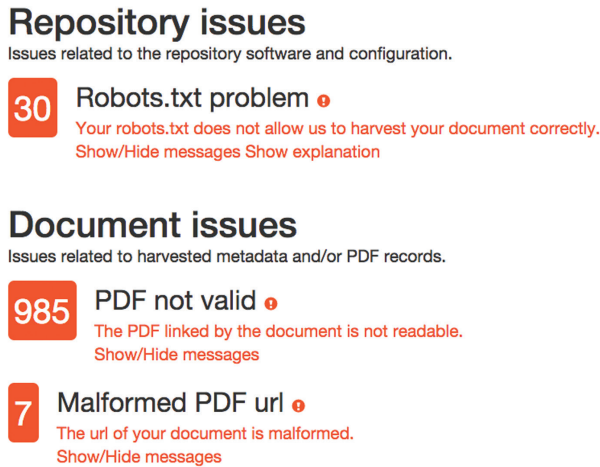 Repository issues
Issues related to the repository software and configuration.
30
Robots.txt problem
Your robots.txt does not allow us to harvest your document correctly.
Show/Hide messages Show explanation
Document issues
Issues related to harvested metadata and/or PDF records.
985
PDF not valid
The PDF linked by the document is not readable.
Show/Hide messages
7
Malformed PDF url
The url of your document is malformed.
Show/Hide messages